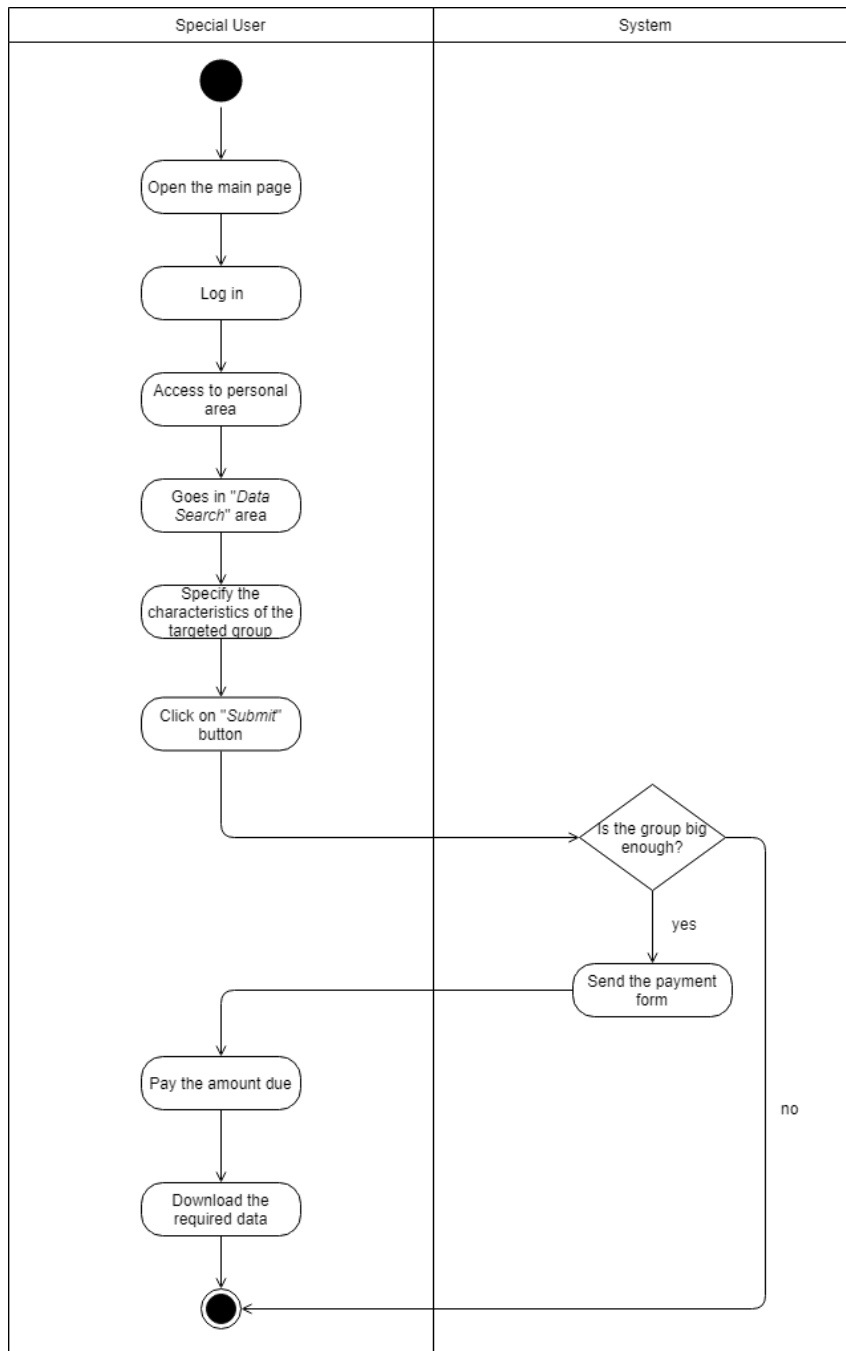 Special User
System
Open the main page
Log in
Access to personal
area
Goes in "Data
Search" area
Specify the
characteristics of the
targeted group
Click on "Submit"
button
Is the group big
enough?
yes
Send the payment
form
Pay the amount due
no
Download the
required data